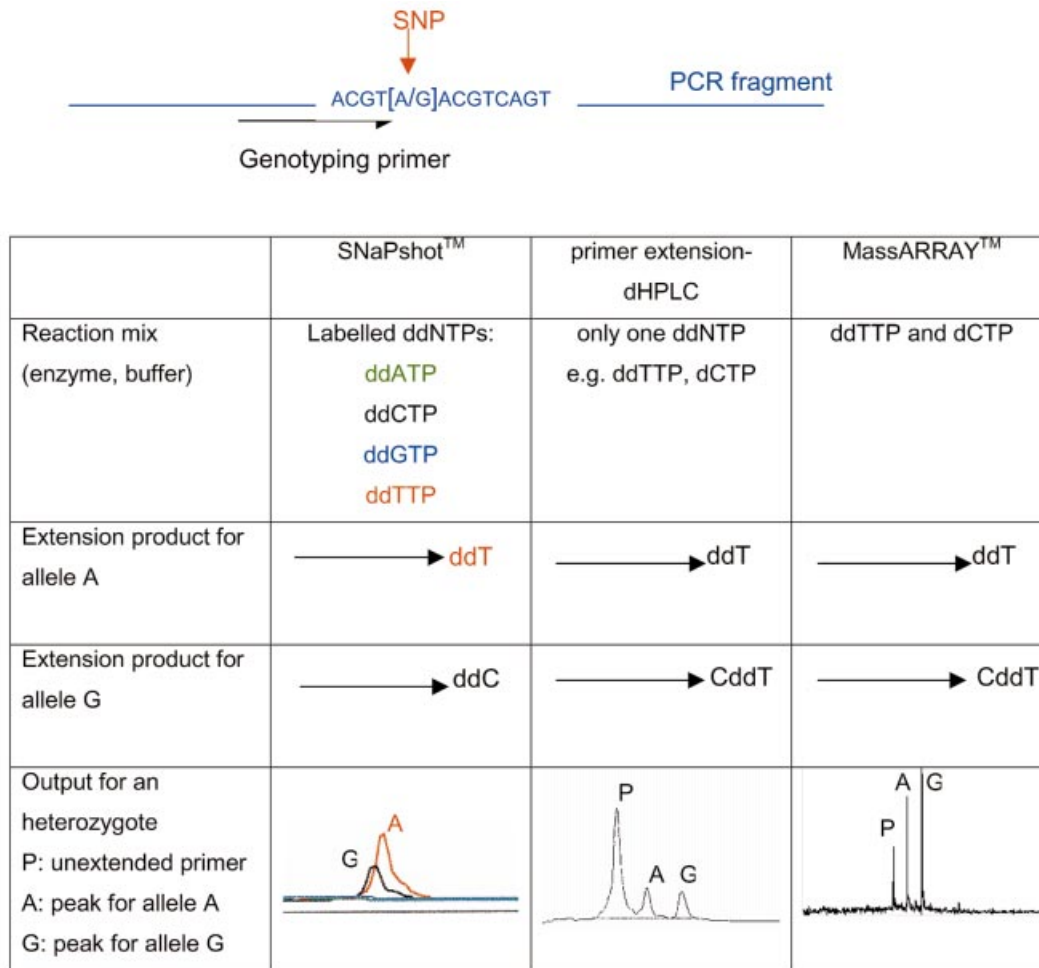 SNP
ACGT[A/G]ACGTCAGT
PCR fragment
Genotyping primer
SNaPshot™
primer extension-
dHPLC
MassARRAY™
Reaction mix
(enzyme, buffer)
Labelled ddNTPs:
ddATP
ddCTP
ddGTP
ddTTP
only one ddNTP
e.g. ddTTP, dCTP
ddTTP and dCTP
Extension product for
allele A
ddT
ddT
ddT
Extension product for
allele G
ddC
CddT
CddT
Output for an
heterozygote
P: unextended primer
A: peak for allele A
G: peak for allele G
G
A
P
A
G
P
A
G